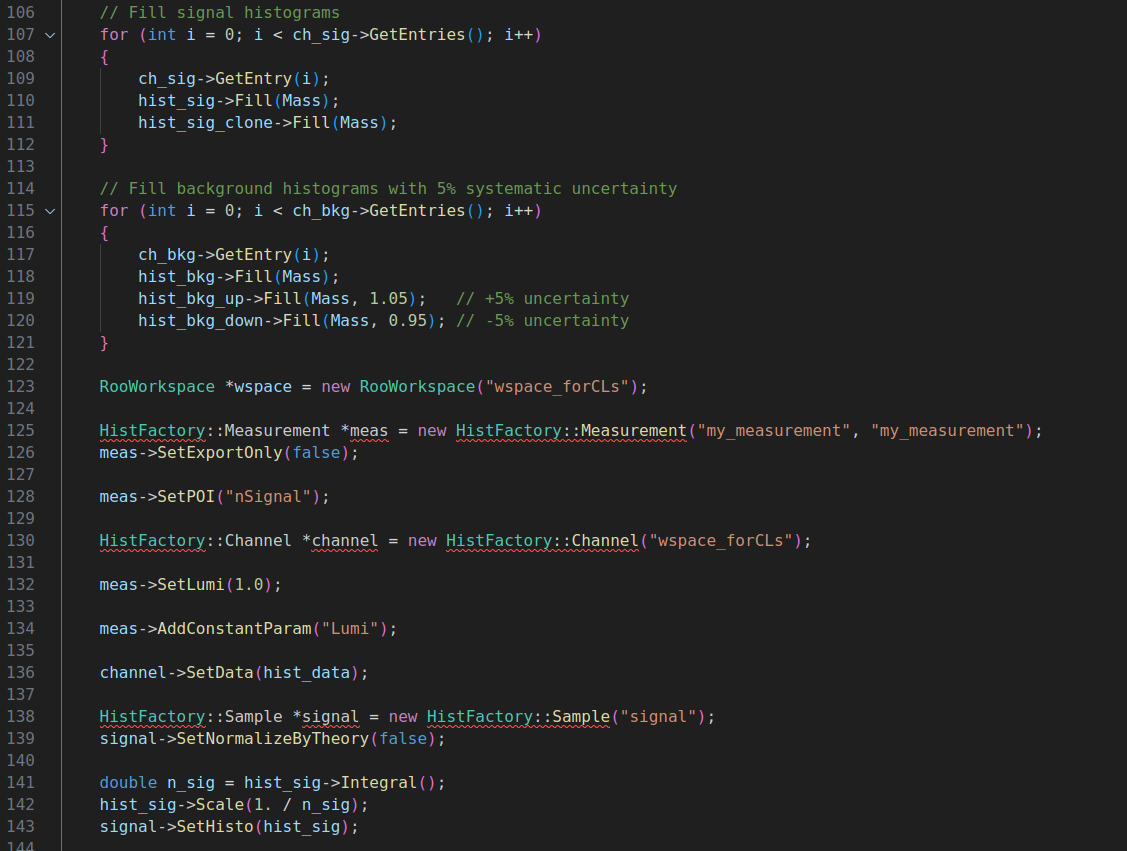 106 // Fill signal histograms
107 for (int i = 0; i < ch_sig->GetEntries(); i++)
108 {
109 ch_sig->GetEntry(i);
110 hist_sig->Fill(Mass);
111 hist_sig_clone->Fill(Mass);
112 }
113
114 // Fill background histograms with 5% systematic uncertainty
115 for (int i = 0; i < ch_bkg->GetEntries(); i++)
116 {
117 ch_bkg->GetEntry(i);
118 hist_bkg->Fill(Mass);
119 hist_bkg_up->Fill(Mass, 1.05); // +5% uncertainty
120 hist_bkg_down->Fill(Mass, 0.95); // -5% uncertainty
121 }
122
123 RooWorkspace *wspace = new RooWorkspace("wspace_forCLs");
124
125 HistFactory::Measurement *meas = new HistFactory::Measurement("my_measurement", "my_measurement");
126 meas->SetExportOnly(false);
127
128 meas->SetPOI("nSignal");
129
130 HistFactory::Channel *channel = new HistFactory::Channel("wspace_forCLs");
131
132 meas->SetLumi(1.0);
133
134 meas->AddConstantParam("Lumi");
135
136 channel->SetData(hist_data);
137
138 HistFactory::Sample *signal = new HistFactory::Sample("signal");
139 signal->SetNormalizeByTheory(false);
140
141 double n_sig = hist_sig->Integral();
142 hist_sig->Scale(1. / n_sig);
143 signal->SetHisto(hist_sig);
144